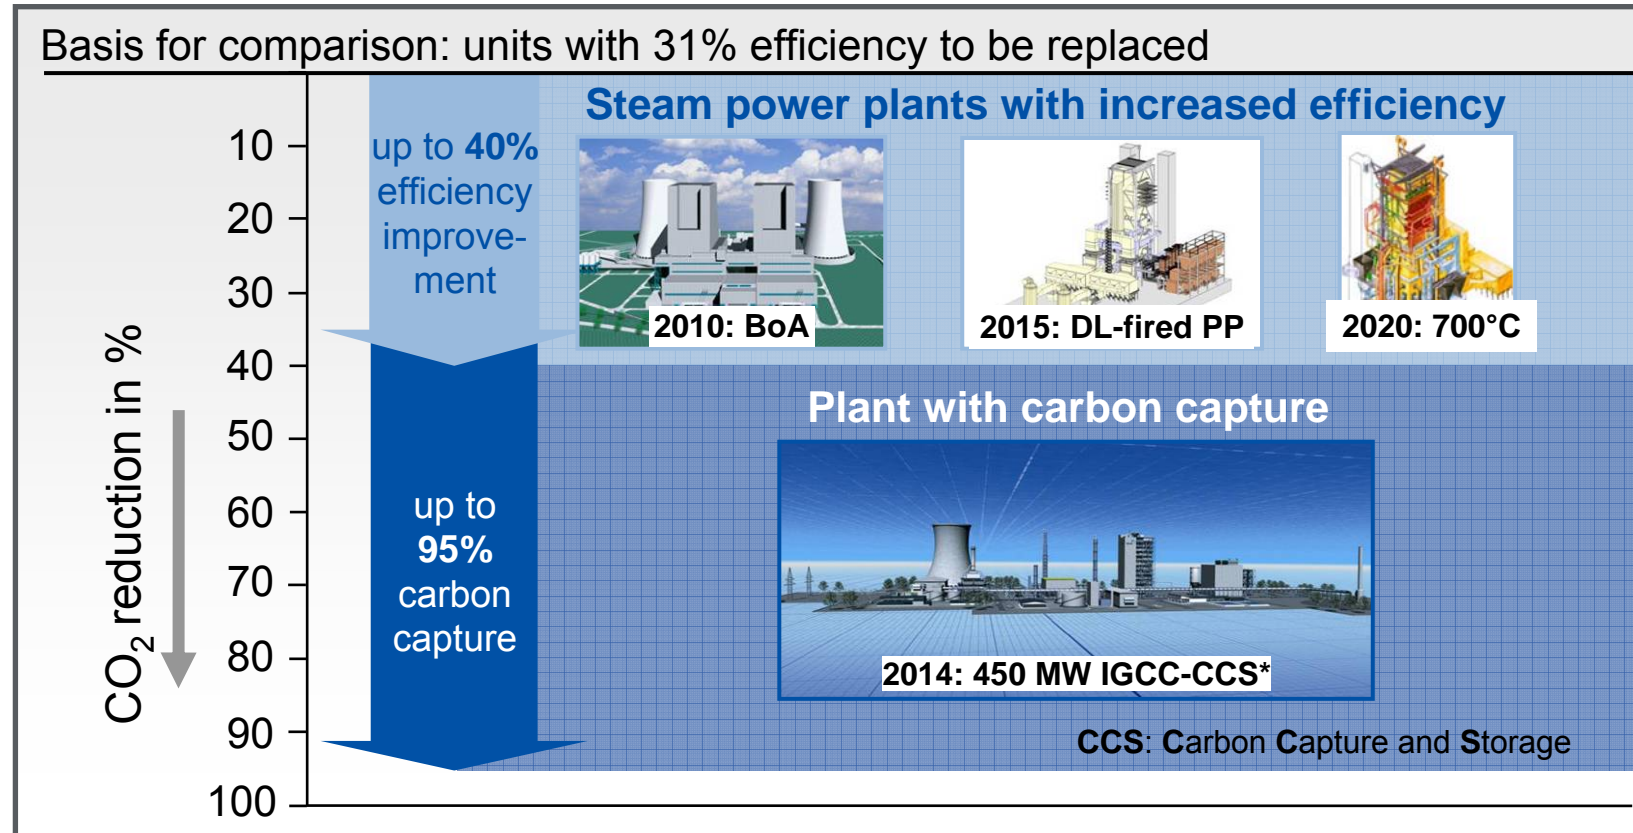 Basis for comparison: units with 31% efficiency to be replaced
Steam power plants with increased efficiency
10
20
30
40
50
60
70
80
90
100
CO2 reduction in %
up to 40%
efficiency
improve-
ment
2010: BoA
2015: DL-fired PP
2020: 700°C
Plant with carbon capture
up to
95%
carbon
capture
2014: 450 MW IGCC-CCS*
CCS: Carbon Capture and Storage